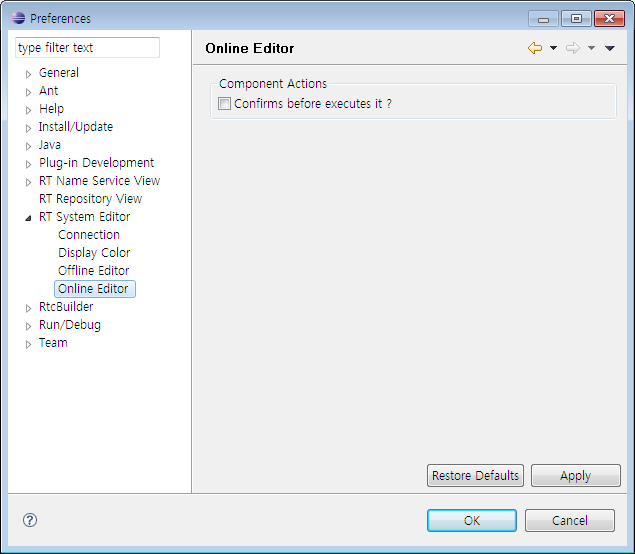 Preferences
type filter text
General
Ant
Help
Install/Update
Java
Plug-in Development
RT Name Service View
RT Repository View
RT System Editor
Connection
Display Color
Offline Editor
Online Editor
RtcBuilder
Run/Debug
Team
Online Editor
Component Actions
Confirms before executes it ?
Restore Defaults
Apply
OK
Cancel